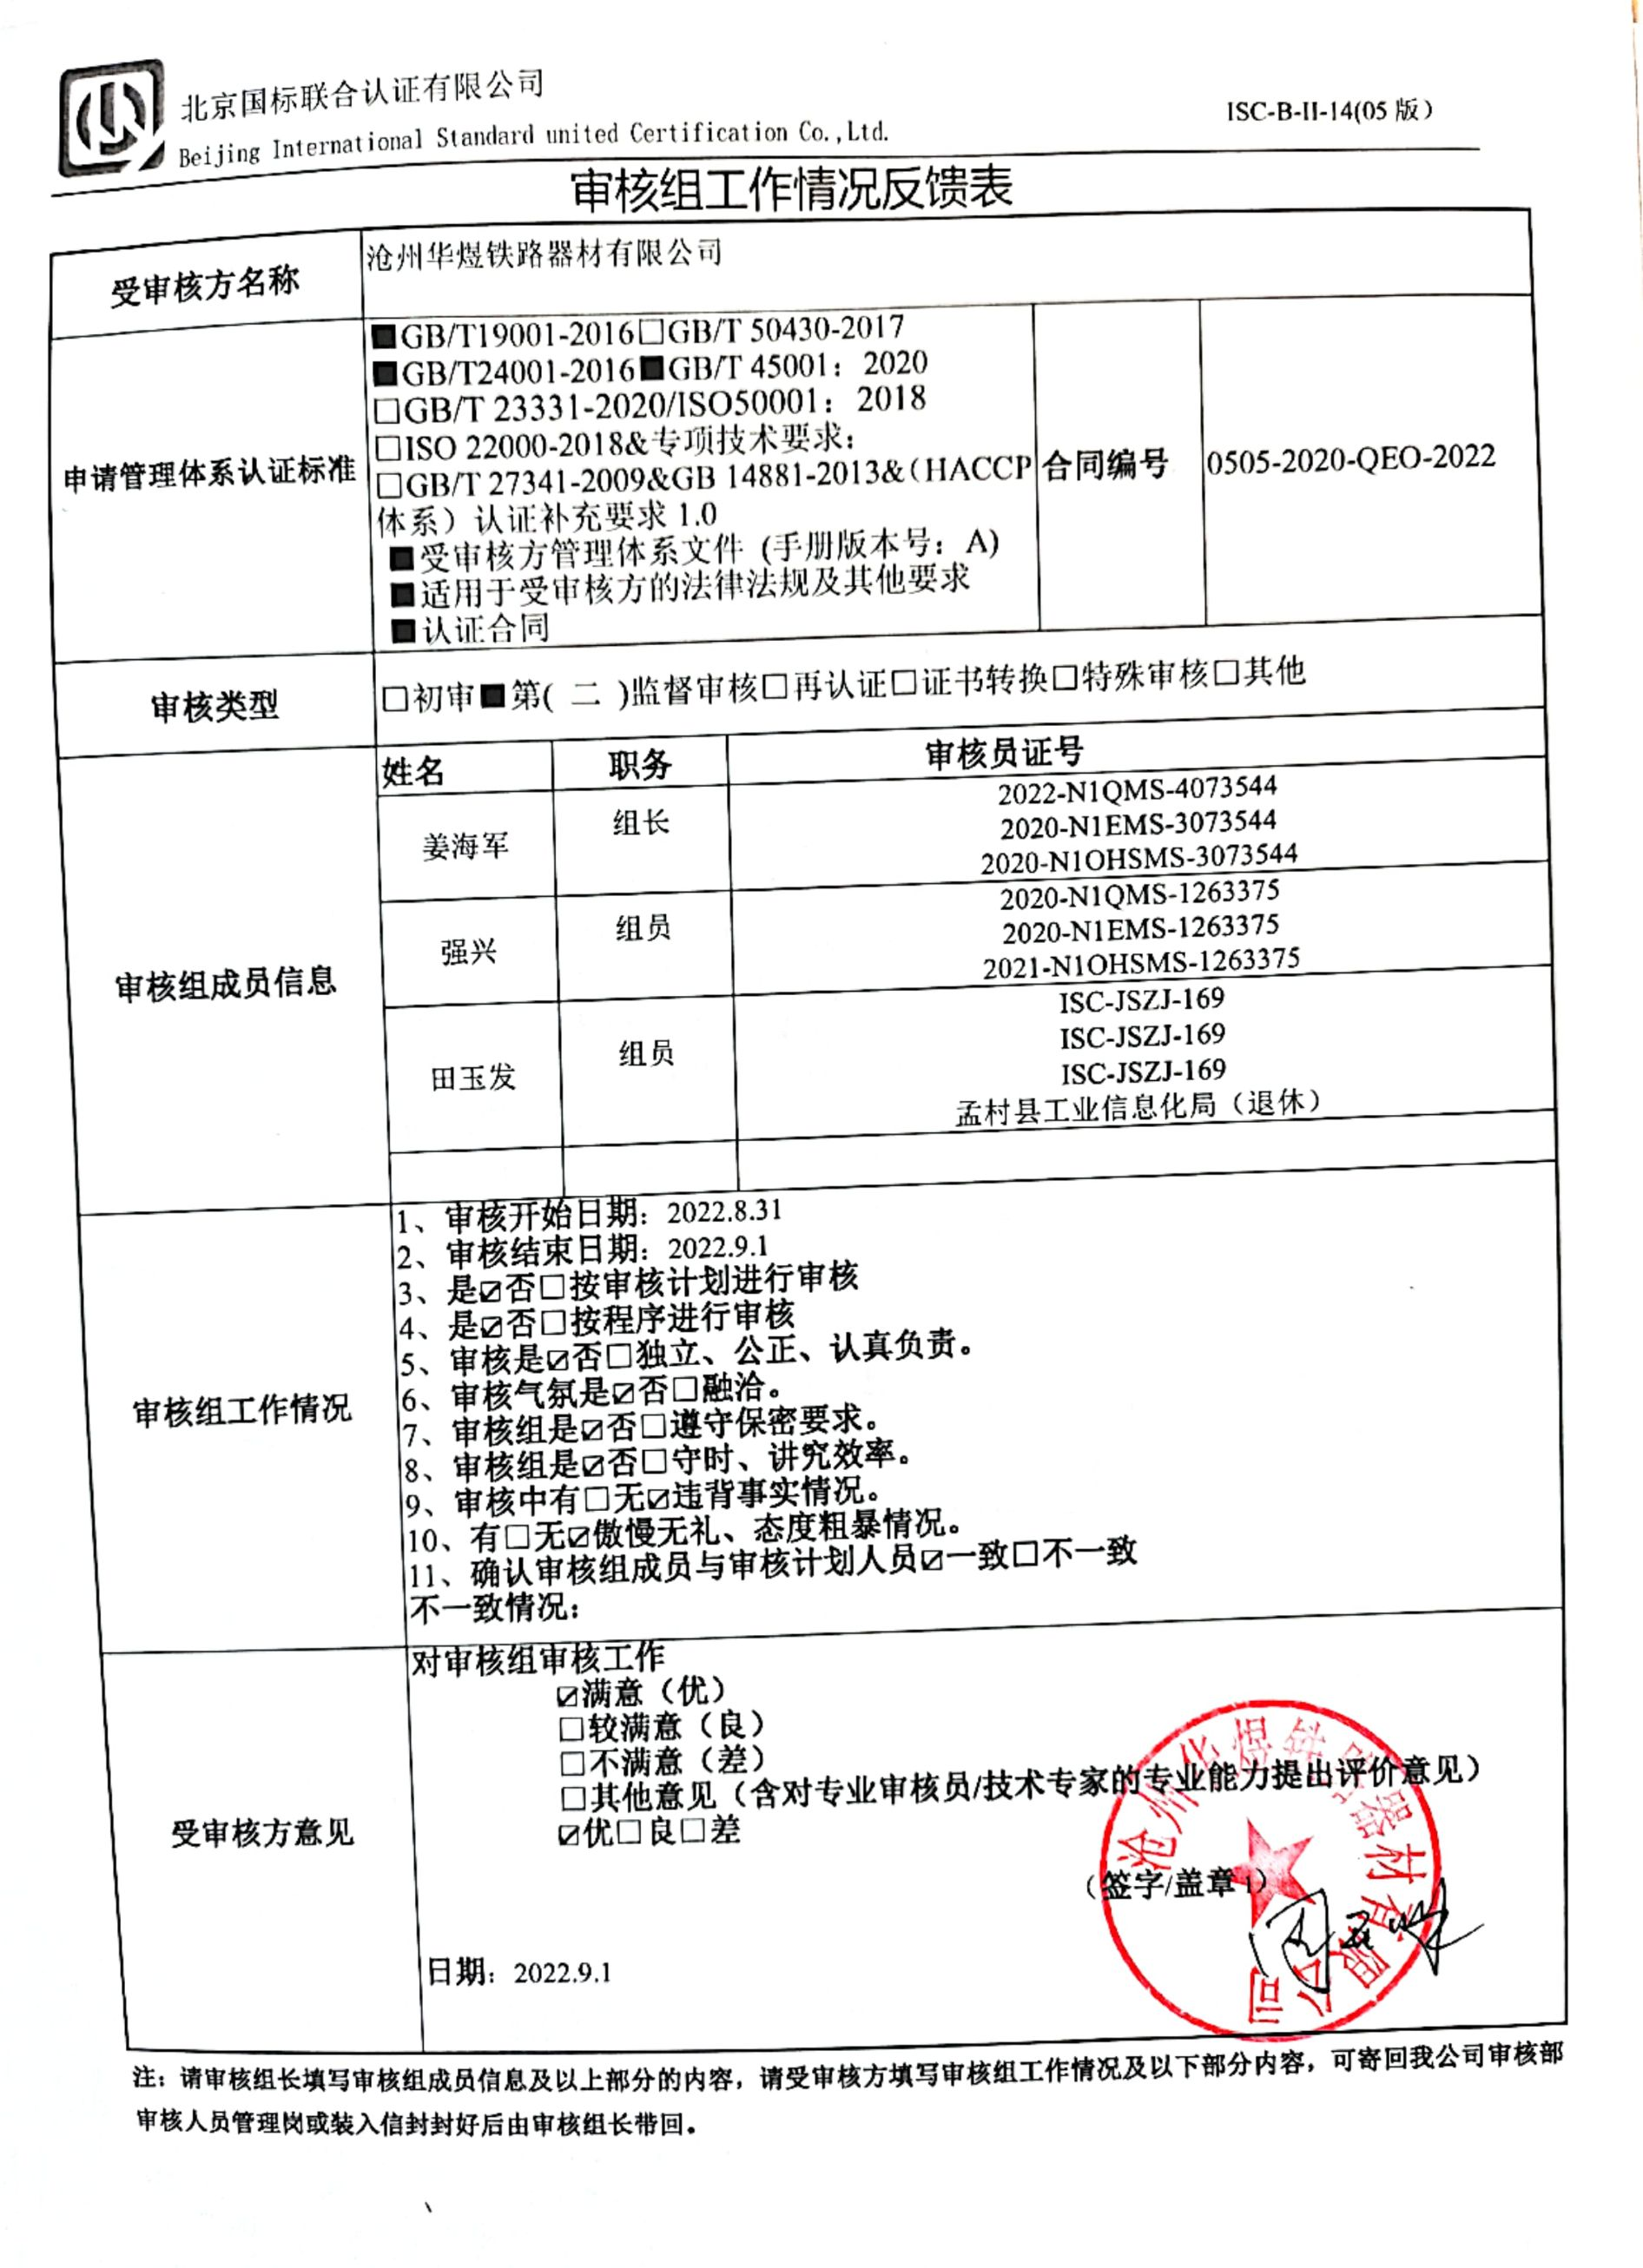 北京国标联合认证有限公司
Beijing International Standard united Certification Co.,Ltd.
ISC-B-II-14(05 版)
审核组工作情况反馈表
受审核方名称
沧州华煜铁路器材有限公司
申请管理体系认证标准
■GB/T19001-2016□GB/T 50430-2017
■GB/T24001-2016■GB/T 45001：2020
□GB/T 23331-2020/ISO50001：2018
□ISO 22000-2018&专项技术要求：
□GB/T 27341-2009&GB 14881-2013&（HACCP
体系）认证补充要求 1.0
■受审核方管理体系文件 (手册版本号：A)
■适用于受审核方的法律法规及其他要求
■认证合同
合同编号
0505-2020-QEO-2022
审核类型
□初审■第( 二 )监督审核□再认证□证书转换□特殊审核□其他
审核组成员信息
姓名 职务 审核员证号
姜海军 组长
2022-N1QMS-4073544
2020-N1EMS-3073544
2020-N1OHSMS-3073544
强兴 组员
2020-N1QMS-1263375
2020-N1EMS-1263375
2021-N1OHSMS-1263375
田玉发 组员
ISC-JSZJ-169
ISC-JSZJ-169
ISC-JSZJ-169
孟村县工业信息化局（退休）
审核组工作情况
1、审核开始日期：2022.8.31
2、审核结束日期：2022.9.1
3、是☑否□按审核计划进行审核
4、是☑否□按程序进行审核
5、审核是☑否□独立、公正、认真负责。
6、审核气氛是☑否□融洽。
7、审核组是☑否□遵守保密要求。
8、审核组是☑否□守时、讲究效率。
9、审核中有□无☑违背事实情况。
10、有□无☑傲慢无礼、态度粗暴情况。
11、确认审核组成员与审核计划人员☑一致□不一致
不一致情况：
受审核方意见
对审核组审核工作
☑满意（优）
□较满意（良）
□不满意（差）
□其他意见（含对专业审核员/技术专家的专业能力提出评价意见）
☑优□良□差
（签字/盖章）
沧州华煜铁路器材有限公司
日期：2022.9.1
注：请审核组长填写审核组成员信息及以上部分的内容，请受审核方填写审核组工作情况及以下部分内容，可寄回我公司审核部
审核人员管理岗或装入信封封好后由审核组长带回。